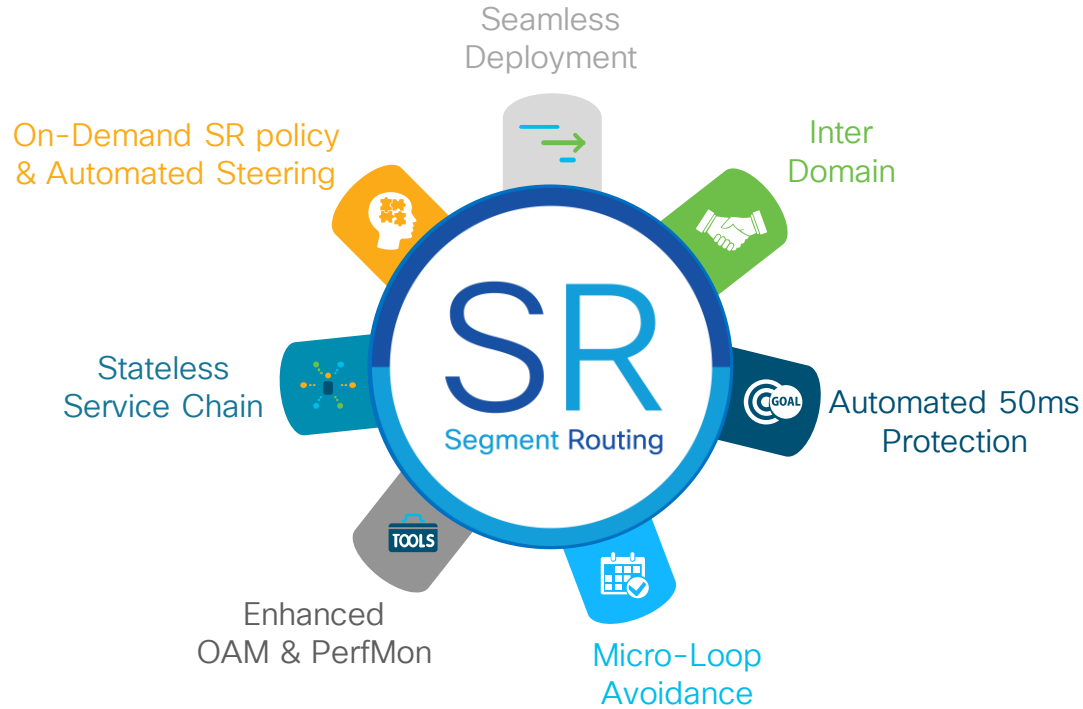 Seamless
Deployment
On-Demand SR policy
& Automated Steering
Inter
Domain
SR
Segment Routing
Stateless
Service Chain
GOAL
Automated 50ms
Protection
TOOLS
Enhanced
OAM & PerfMon
Micro-Loop
Avoidance